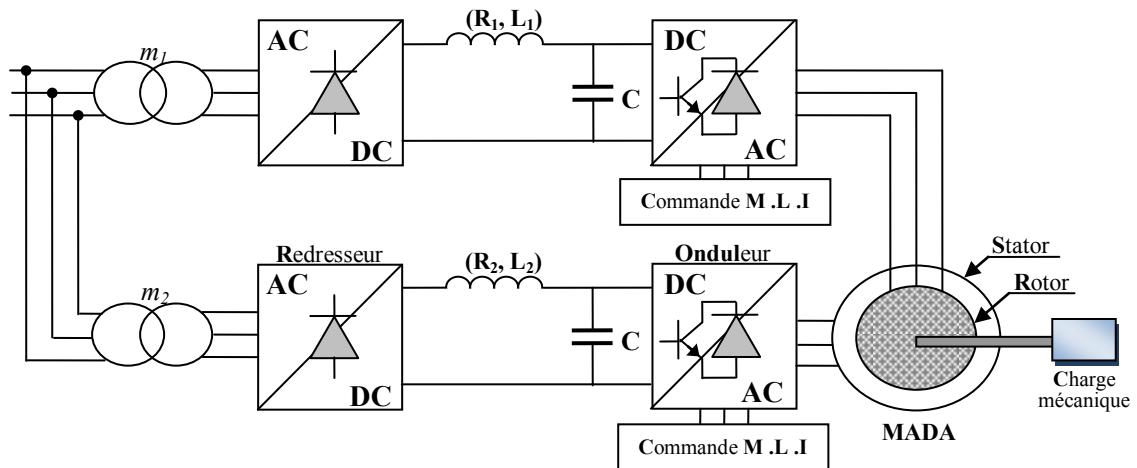 m₁
AC
DC
(R₁, L₁)
C
DC
AC
Commande M .L .I
m₂
Redresseur
AC
DC
(R₂, L₂)
C
Onduleur
DC
AC
Commande M .L .I
Stator
Rotor
Charge
mécanique
MADA